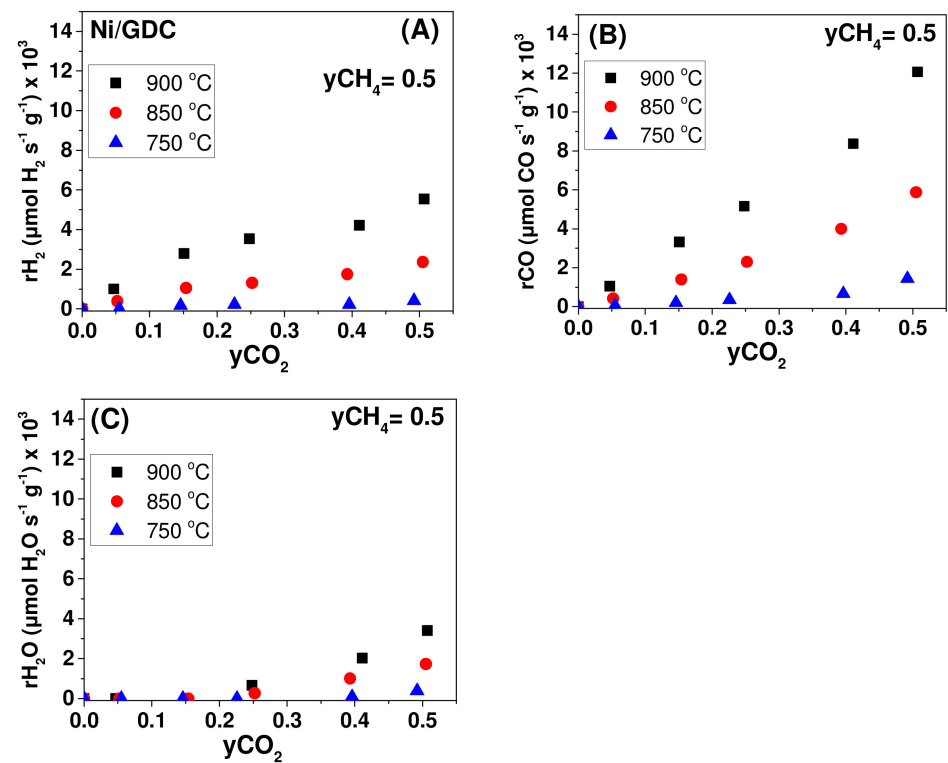 Ni/GDC
(A)
yCH₄= 0.5
900 °C
850 °C
750 °C
14
12
10
8
6
4
2
0
0.0 0.1 0.2 0.3 0.4 0.5
rH₂ (µmol H₂ s⁻¹ g⁻¹) x 10³
yCO₂
(B)
yCH₄= 0.5
900 °C
850 °C
750 °C
14
12
10
8
6
4
2
0
0.0 0.1 0.2 0.3 0.4 0.5
rCO (µmol CO s⁻¹ g⁻¹) x 10³
yCO₂
(C)
yCH₄= 0.5
900 °C
850 °C
750 °C
14
12
10
8
6
4
2
0
0.0 0.1 0.2 0.3 0.4 0.5
rH₂O (µmol H₂O s⁻¹ g⁻¹) x 10³
yCO₂